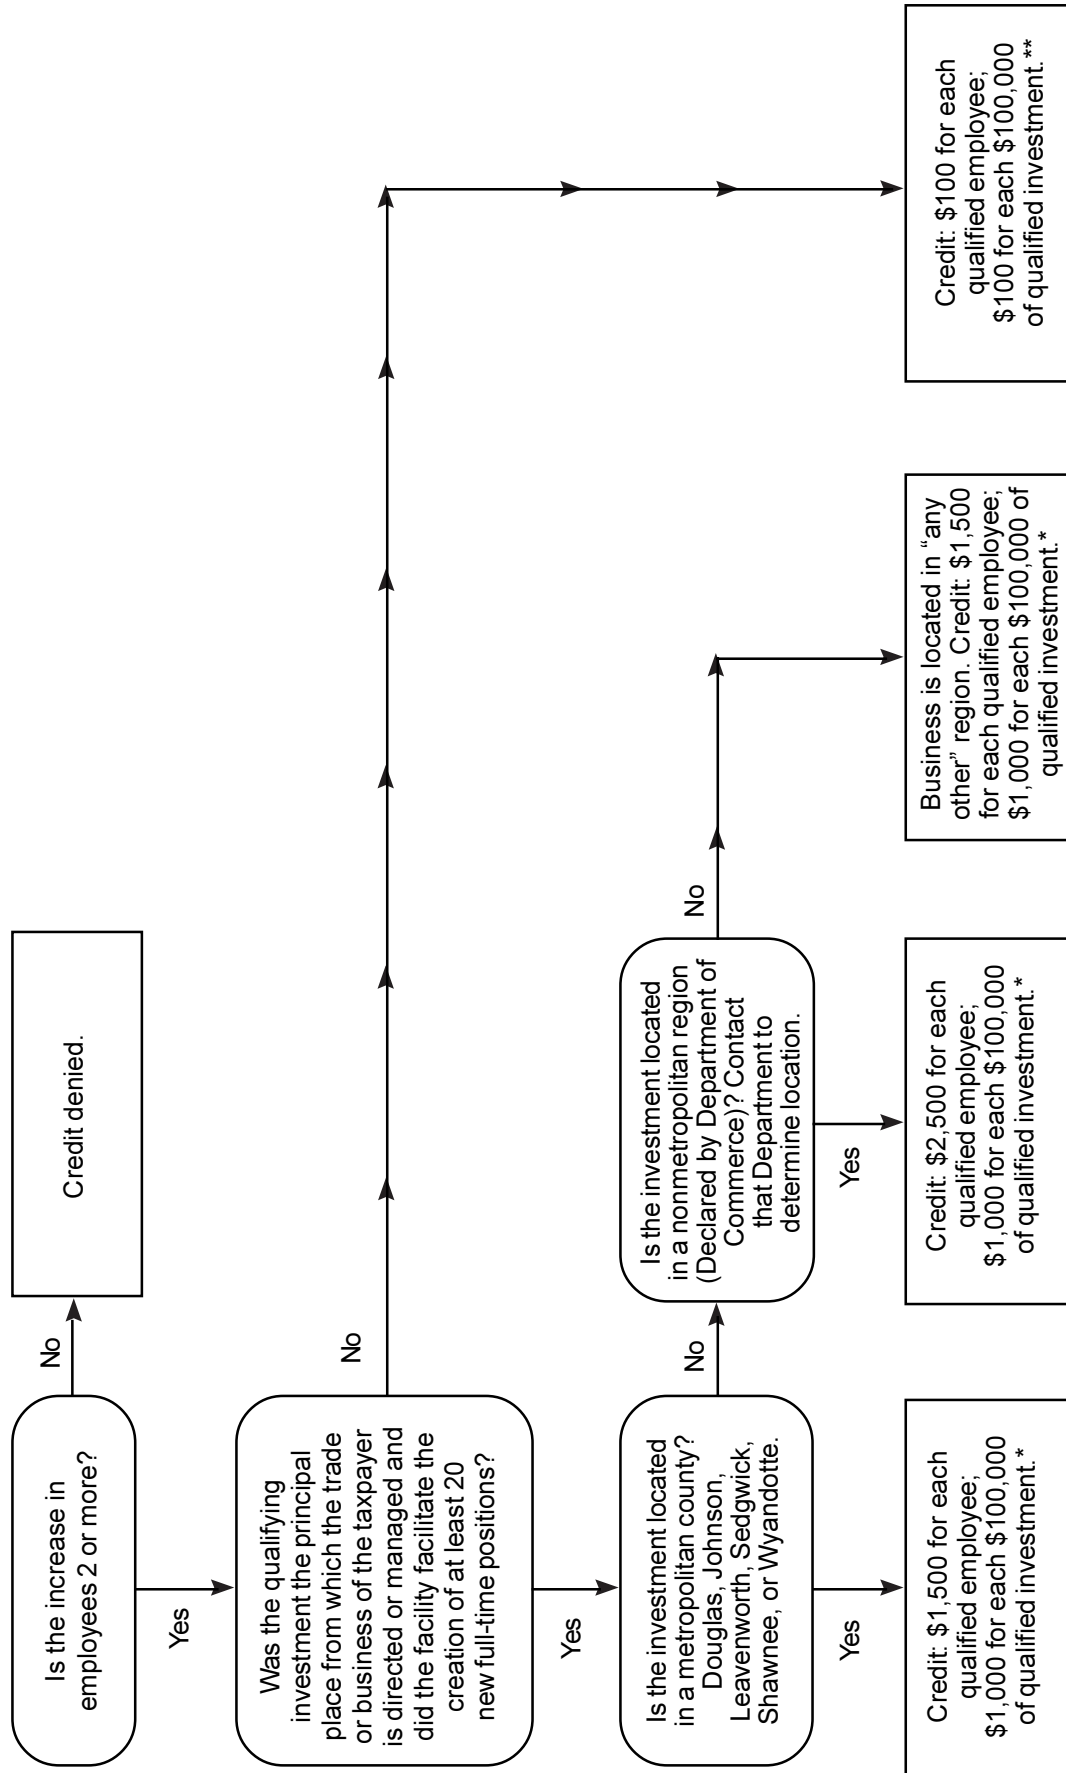 Is the increase in
employees 2 or more?
No
Credit denied.
Yes
Was the qualifying
investment the principal
place from which the trade
or business of the taxpayer
is directed or managed and
did the facility facilitate the
creation of at least 20
new full-time positions?
No
Yes
Is the investment located
in a metropolitan county?
Douglas, Johnson,
Leavenworth, Sedgwick,
Shawnee, or Wyandotte.
No
Is the investment located
in a nonmetropolitan region
(Declared by Department of
Commerce)? Contact
that Department to
determine location.
No
Yes
Yes
Credit: $1,500 for each
qualified employee;
$1,000 for each $100,000
of qualified investment.*
Credit: $2,500 for each
qualified employee;
$1,000 for each $100,000
of qualified investment.*
Business is located in “any
other” region. Credit: $1,500
for each qualified employee;
$1,000 for each $100,000 of
qualified investment.*
Credit: $100 for each
qualified employee;
$100 for each $100,000
of qualified investment.**